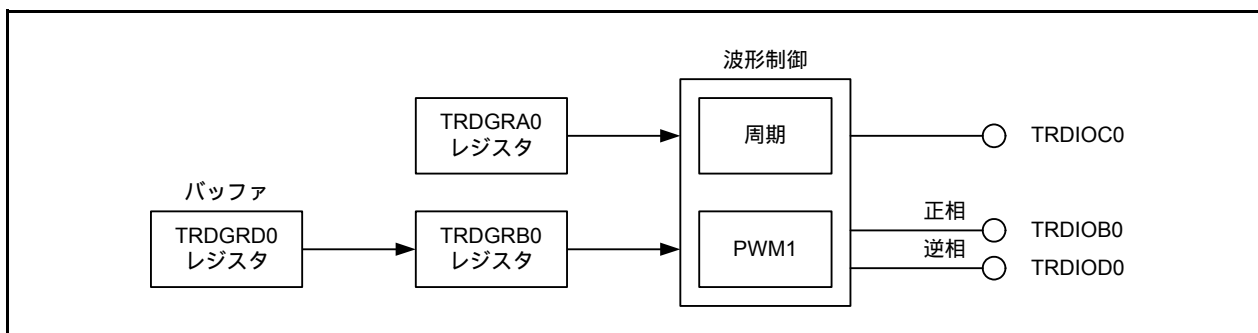 波形制御
TRDGRA0
レジスタ
周期
TRDIOC0
バッファ
TRDGRD0
レジスタ
TRDGRB0
レジスタ
PWM1
正相
TRDIOB0
逆相
TRDIOD0